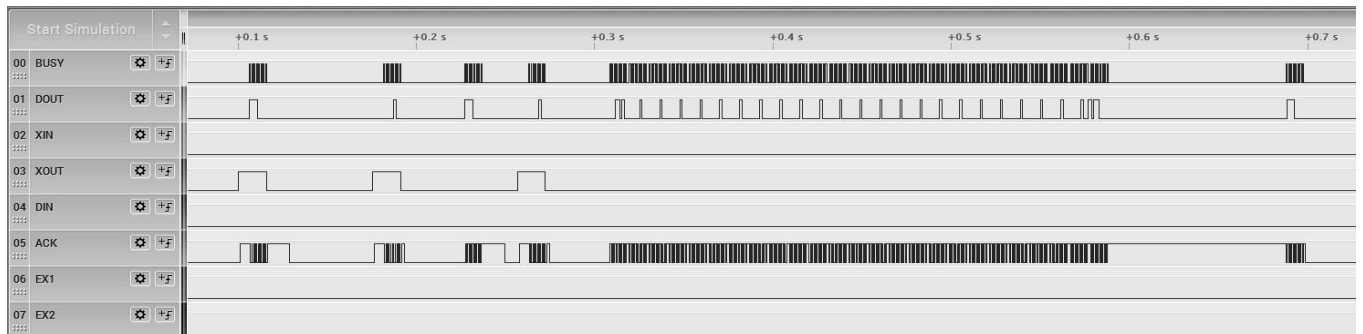 Start Simulation
+0.1 s +0.2 s +0.3 s +0.4 s +0.5 s +0.6 s +0.7 s
00 BUSY
01 DOUT
02 XIN
03 XOUT
04 DIN
05 ACK
06 EX1
07 EX2